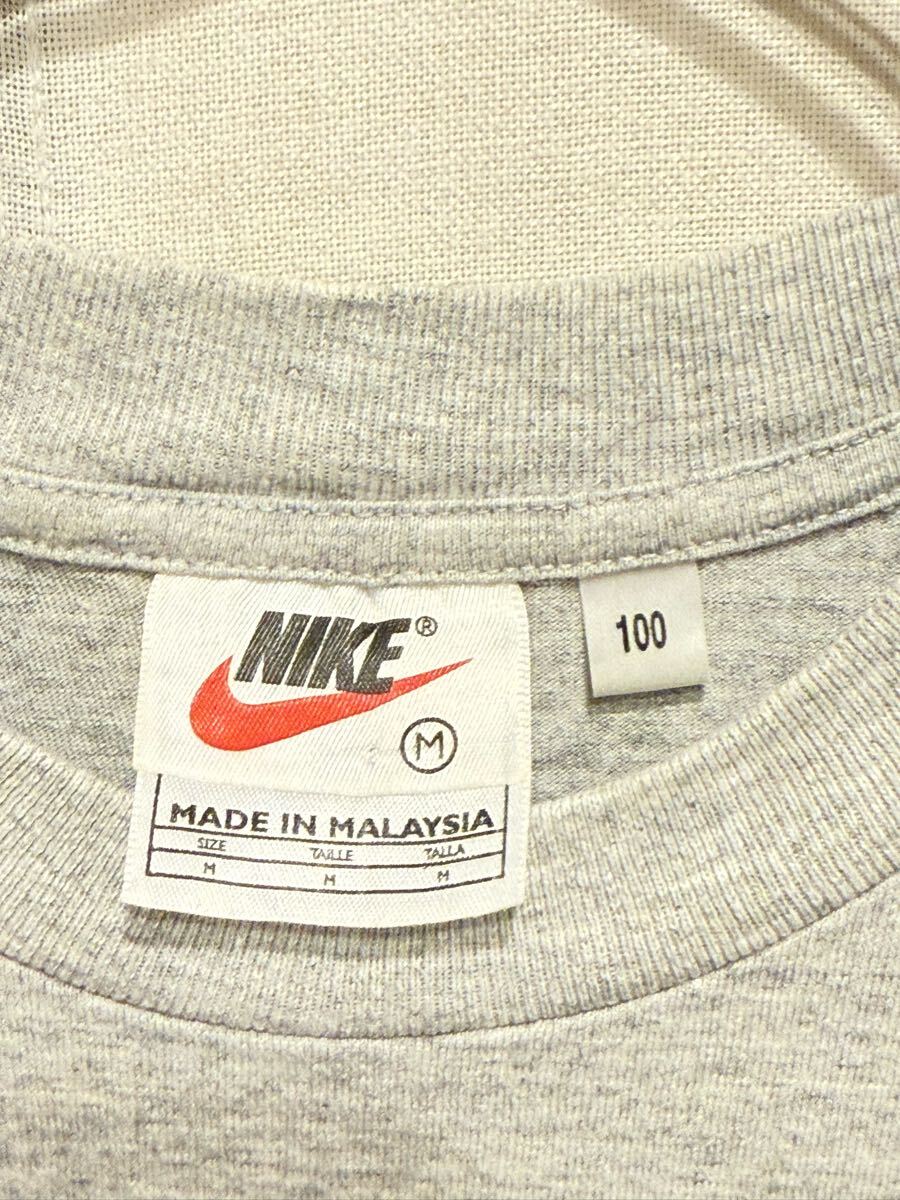 NIKE®
100
M
MADE IN MALAYSIA
SIZE TAILLE TALLA
M M M